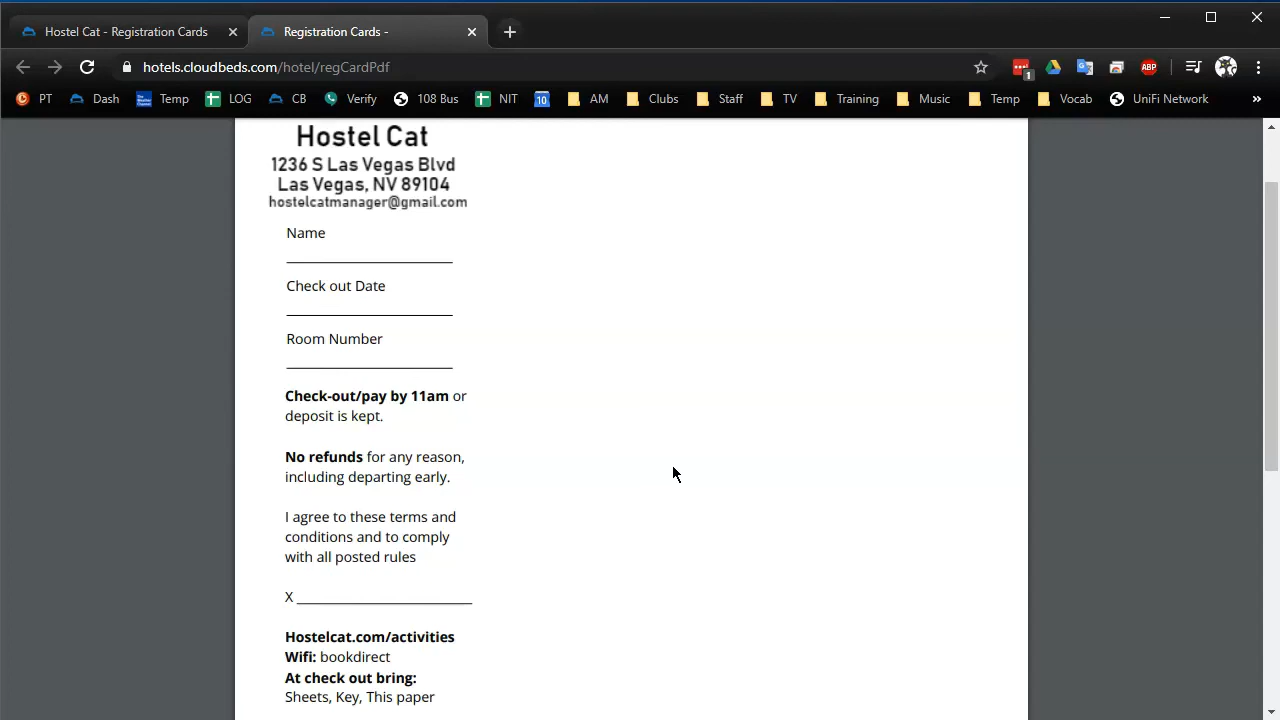 Hostel Cat - Registration Cards
Registration Cards -
hotels.cloudbeds.com/hotel/regCardPdf
1
ABP
PT Dash Temp LOG CB Verify 108 Bus NIT 10 AM Clubs Staff TV Training Music Temp Vocab UniFi Network »
Hostel Cat
1236 S Las Vegas Blvd
Las Vegas, NV 89104
hostelcatmanager@gmail.com
Name
Check out Date
Room Number
Check-out/pay by 11am or
deposit is kept.
No refunds for any reason,
including departing early.
I agree to these terms and
conditions and to comply
with all posted rules
X ________________________
Hostelcat.com/activities
Wifi: bookdirect
At check out bring:
Sheets, Key, This paper